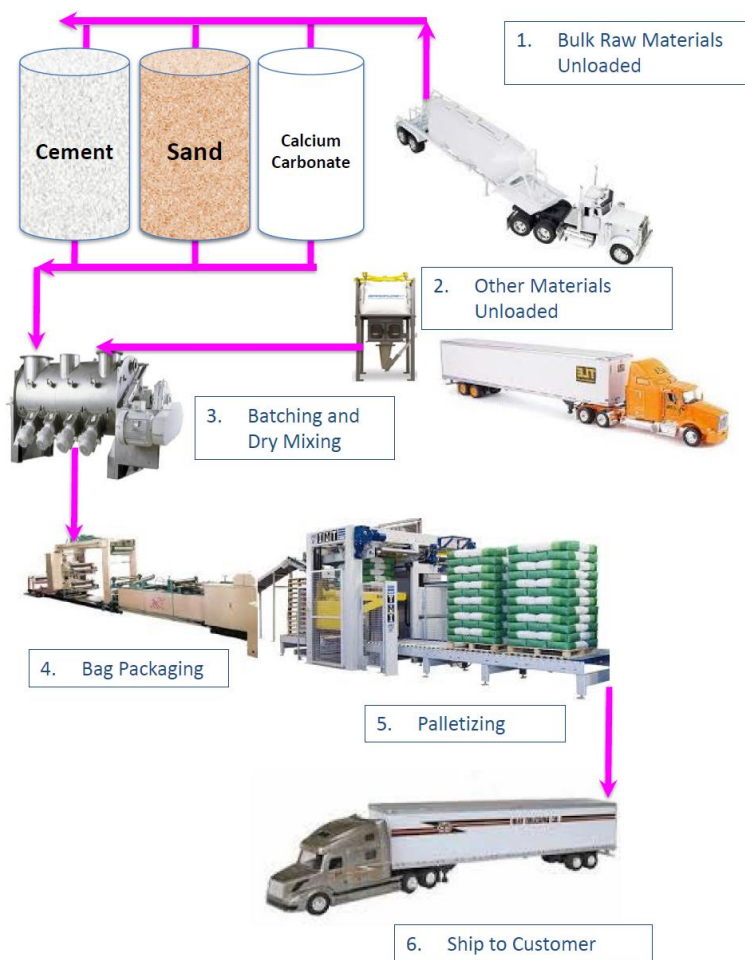 1. Bulk Raw Materials
Unloaded
Cement
Sand
Calcium
Carbonate
2. Other Materials
Unloaded
3. Batching and
Dry Mixing
TMT
4. Bag Packaging
5. Palletizing
6. Ship to Customer